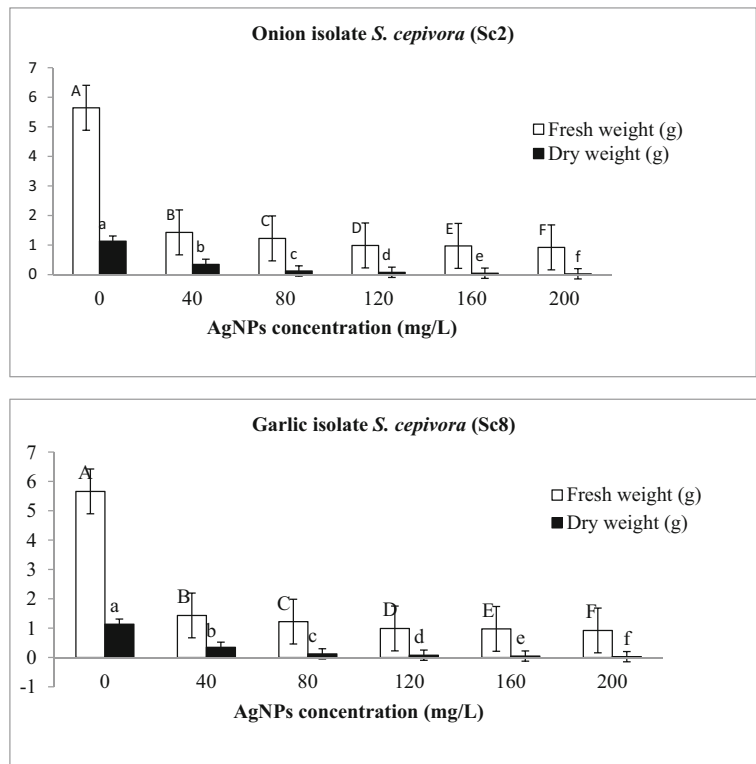 Onion isolate S. cepivora (Sc2)
7
6
5
4
3
2
1
0
A
a
B
b
C
c
D
d
E
e
F
f
Fresh weight (g)
Dry weight (g)
0 40 80 120 160 200
AgNPs concentration (mg/L)
Garlic isolate S. cepivora (Sc8)
7
6
5
4
3
2
1
0
-1
A
a
B
b
C
c
D
d
E
e
F
f
Fresh weight (g)
Dry weight (g)
0 40 80 120 160 200
AgNPs concentration (mg/L)